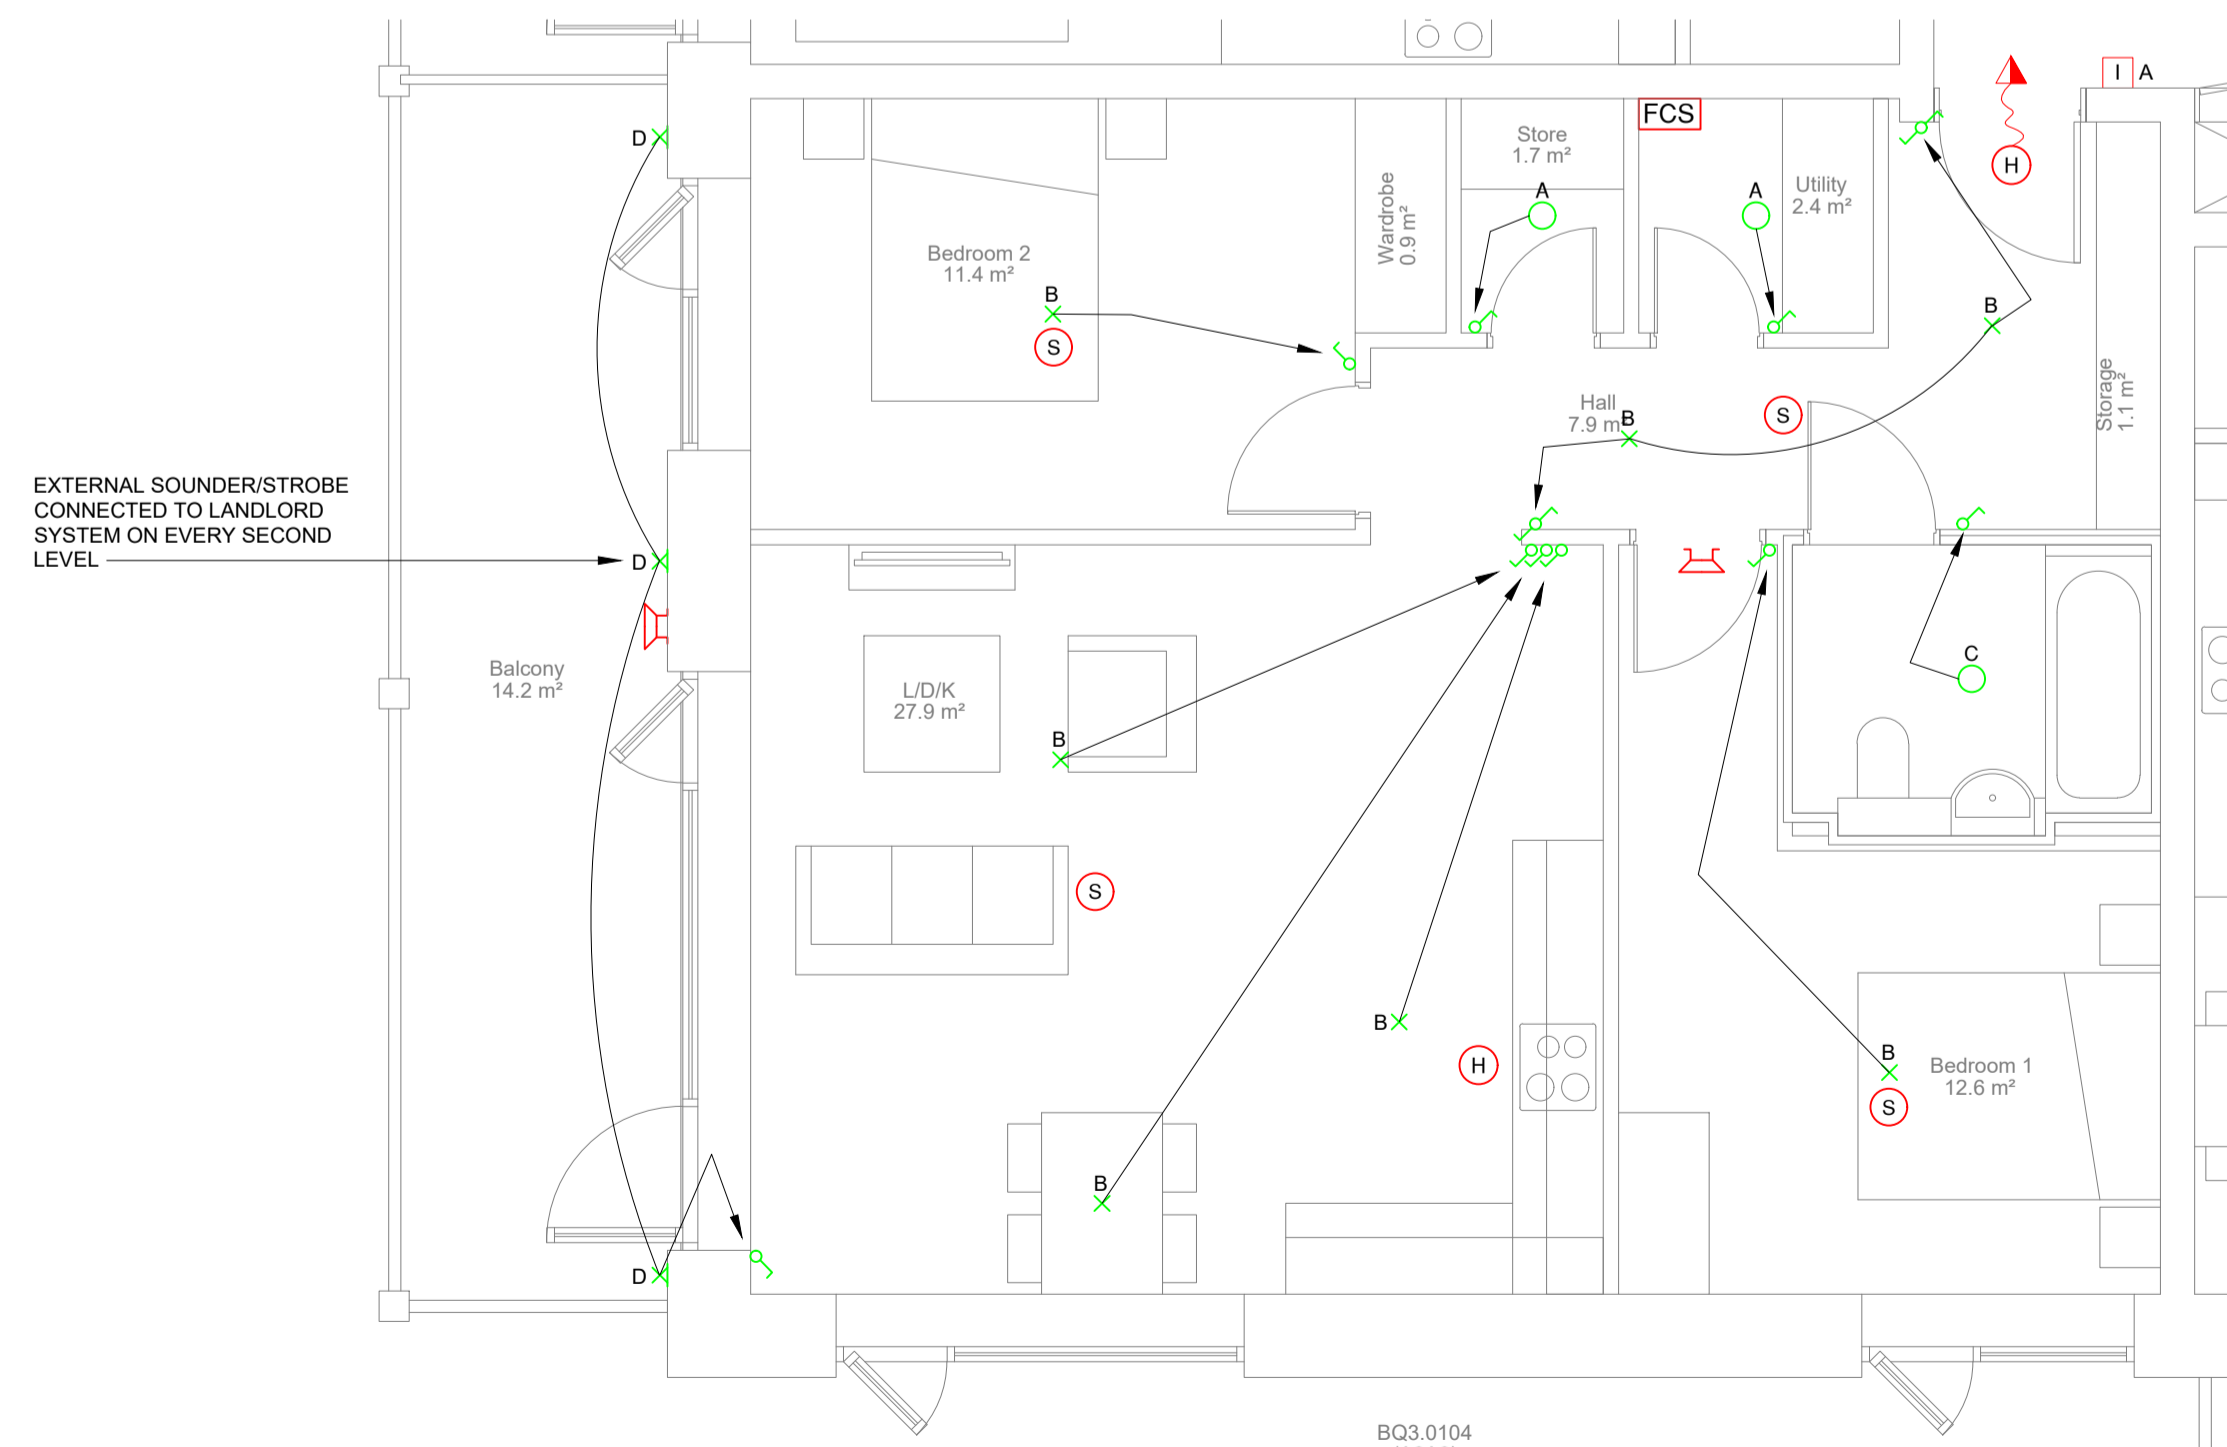 I A
FCS
D
Store
1.7 m²
H
A
A
Utility
2.4 m²
Wardrobe
0.9 m²
Bedroom 2
11.4 m²
B
B
S
Storage
1.1 m²
Hall
7.9 m
B
S
EXTERNAL SOUNDER/STROBE
CONNECTED TO LANDLORD
SYSTEM ON EVERY SECOND
LEVEL
D
Balcony
14.2 m²
L/D/K
27.9 m²
C
B
S
B
H
B
Bedroom 1
12.6 m²
S
B
D
BQ3.0104